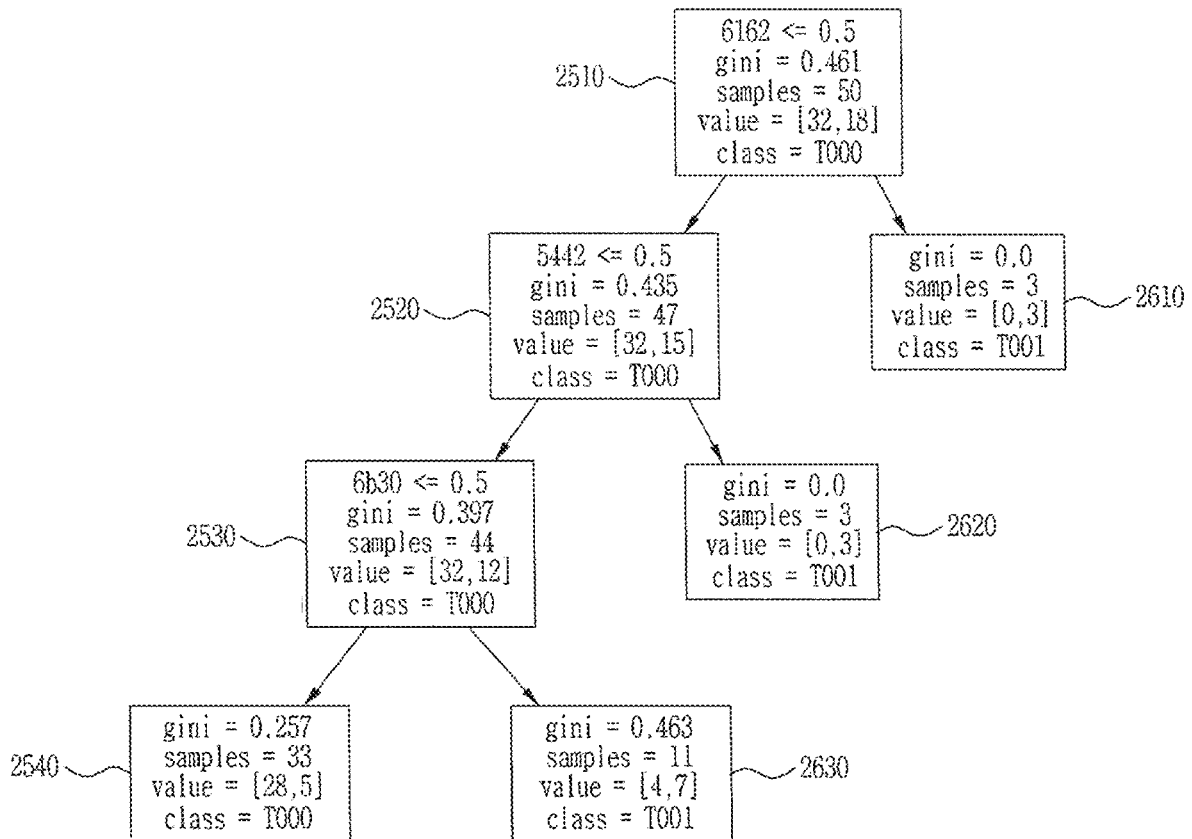 6162 <= 0.5
gini = 0.461
samples = 50
value = [32,18]
class = T000
2510
5442 <= 0.5
gini = 0.435
samples = 47
value = [32,15]
class = T000
2520
gini = 0.0
samples = 3
value = [0,3]
class = T001
2610
6b30 <= 0.5
gini = 0.397
samples = 44
value = [32,12]
class = T000
2530
gini = 0.0
samples = 3
value = [0,3]
class = T001
2620
gini = 0.257
samples = 33
value = [28,5]
class = T000
2540
gini = 0.463
samples = 11
value = [4,7]
class = T001
2630